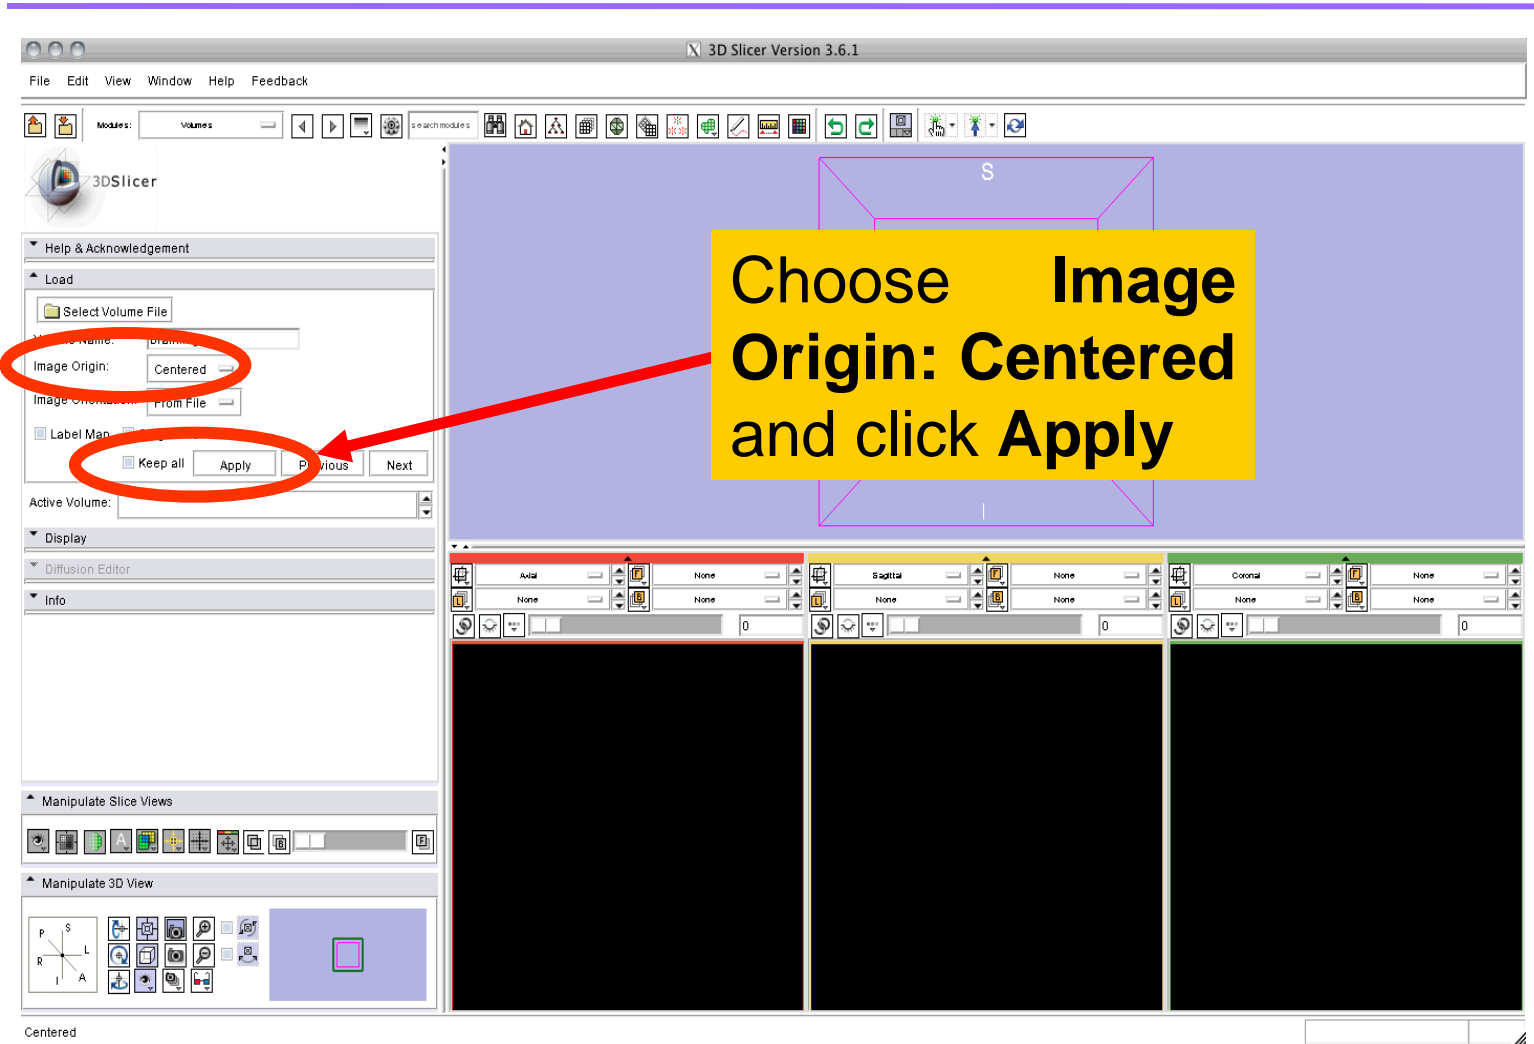 3D Slicer Version 3.6.1
File Edit View Window Help Feedback
Modules: Volumes search modules
3DSlicer
Help & Acknowledgement
Load
Select Volume File
Image Origin: Centered
From File
Label Map
Keep all Apply Previous Next
Active Volume:
Display
Diffusion Editor
Info
Manipulate Slice Views
Manipulate 3D View
P S L R I A
Centered
S
Choose Image
Origin: Centered
and click Apply
I
Axial None Sagittal None Coronal None
None None None None None None
0 0 0